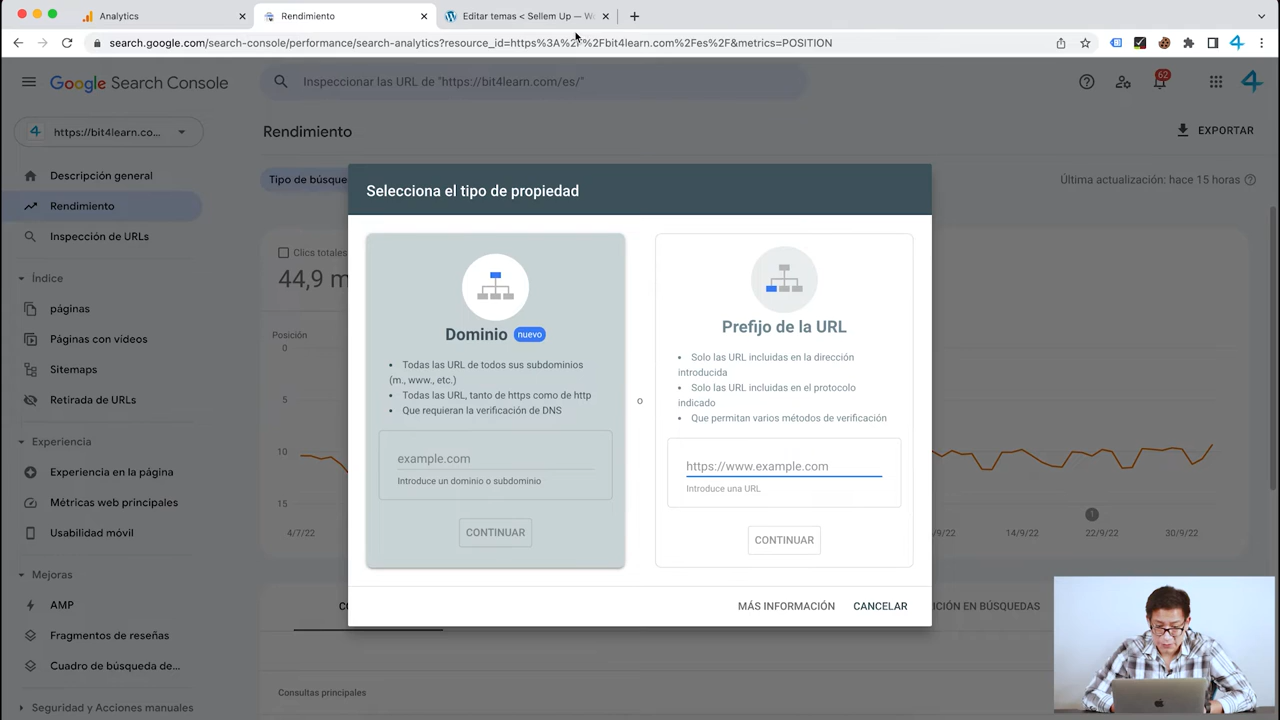 Analytics
Rendimiento
Editar temas < Sellem Up — W
search.google.com/search-console/performance/search-analytics?resource_id=https%3A%2F%2Fbit4learn.com%2Fes%2F&metrics=POSITION
Google Search Console
Inspeccionar las URL de "https://bit4learn.com/es/"
62
https://bit4learn.co...
Rendimiento
EXPORTAR
Descripción general
Tipo de búsque
Última actualización: hace 15 horas
Rendimiento
Inspección de URLs
Índice
páginas
Páginas con vídeos
Sitemaps
Retirada de URLs
Experiencia
Experiencia en la página
Métricas web principales
Usabilidad móvil
Mejoras
AMP
Fragmentos de reseñas
Cuadro de búsqueda de...
Seguridad y Acciones manuales
Clics totales
44,9 m
Posición
0
5
10
15
4/7/22
/9/22
14/9/22
22/9/22
30/9/22
1
Selecciona el tipo de propiedad
Dominio nuevo
• Todas las URL de todos sus subdominios
(m., www., etc.)
• Todas las URL, tanto de https como de http
• Que requieran la verificación de DNS
example.com
Introduce un dominio o subdominio
CONTINUAR
o
Prefijo de la URL
• Solo las URL incluidas en la dirección
introducida
• Solo las URL incluidas en el protocolo
indicado
• Que permitan varios métodos de verificación
https://www.example.com
Introduce una URL
CONTINUAR
MÁS INFORMACIÓN
CANCELAR
CO
ICIÓN EN BÚSQUEDAS
Consultas principales